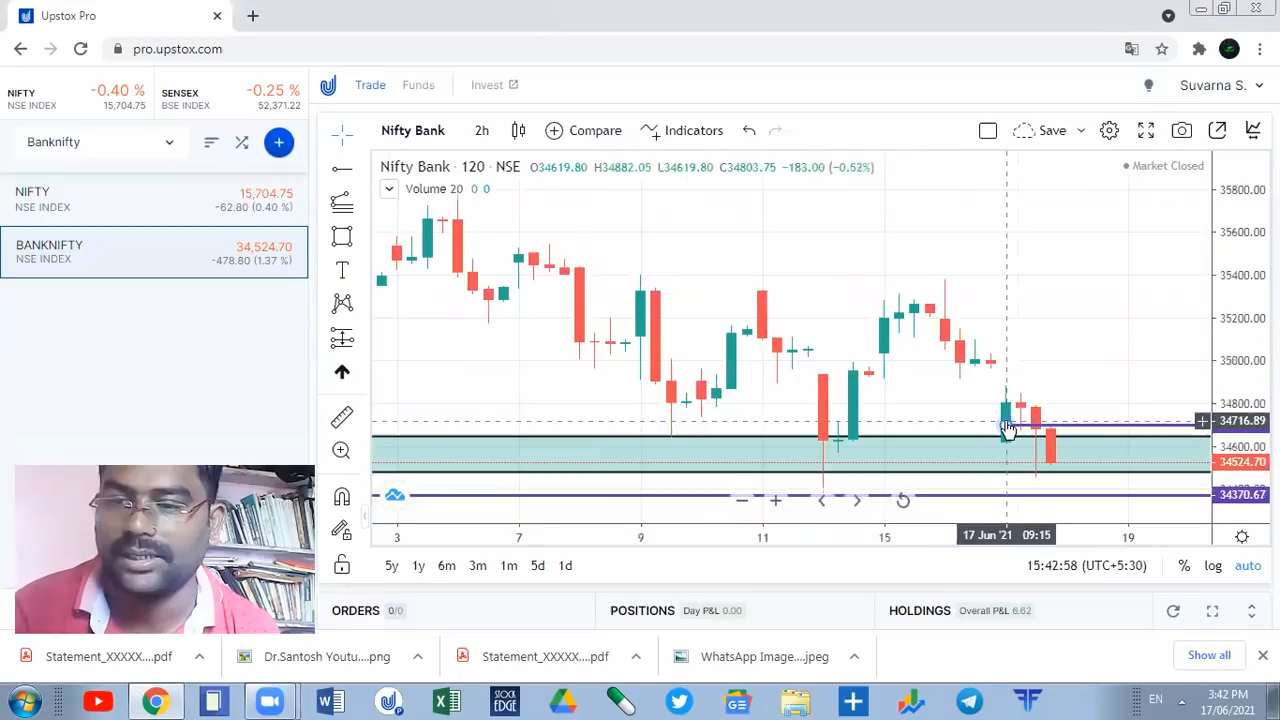 Upstox Pro
pro.upstox.com
NIFTY -0.40 % SENSEX -0.25 %
NSE INDEX 15,704.75 BSE INDEX 52,371.22
Trade Funds Invest Suvarna S.
Banknifty
Nifty Bank 2h Compare Indicators Save
NIFTY 15,704.75
NSE INDEX -62.80 (0.40 %)
BANKNIFTY 34,524.70
NSE INDEX -478.80 (1.37 %)
Nifty Bank · 120 · NSE O34619.80 H34882.05 L34619.80 C34803.75 -183.00 (-0.52%) Market Closed
Volume 20 0 0
35800.00
35600.00
35400.00
35200.00
35000.00
34800.00
34716.89
34600.00
34524.70
34370.67
3 7 9 11 15 17 Jun '21 09:15 19
5y 1y 6m 3m 1m 5d 1d 15:42:58 (UTC+5:30) % log auto
ORDERS 0/0 POSITIONS Day P&L 0.00 HOLDINGS Overall P&L 6.62
Statement_XXXXX....pdf Dr.Santosh Youtu....png Statement_XXXXX....pdf WhatsApp Image....jpeg Show all
STOCK EDGE
EN 3:42 PM
17/06/2021